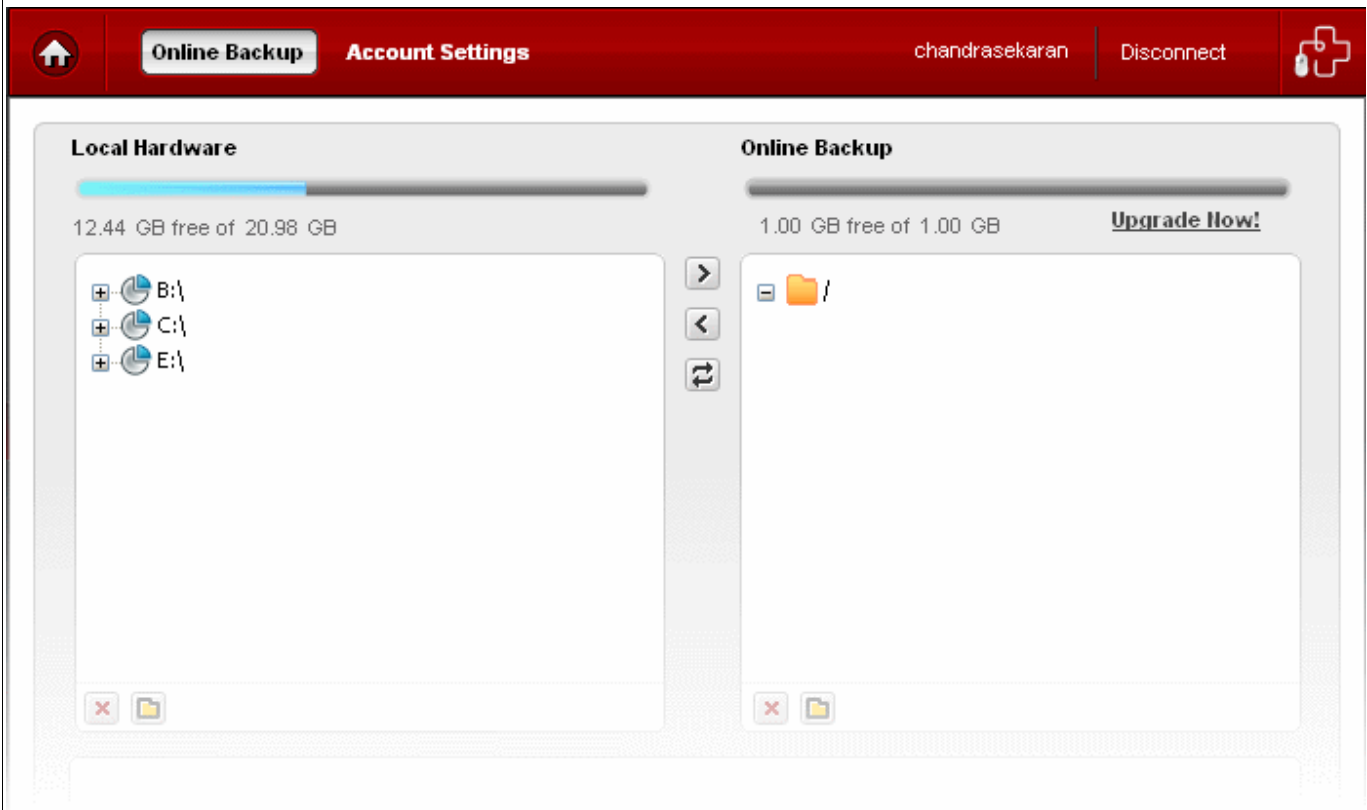 Online Backup Account Settings chandrasekaran Disconnect
Local Hardware Online Backup
12.44 GB free of 20.98 GB 1.00 GB free of 1.00 GB Upgrade Now!
B:\ /
C:\
E:\